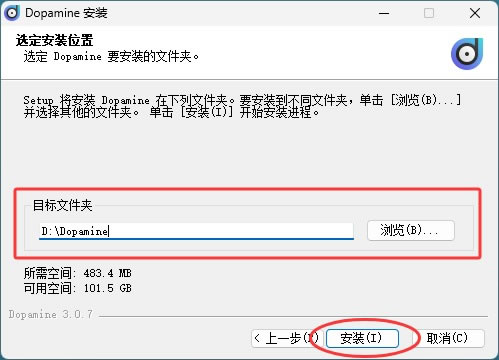 Dopamine 安装
选定安装位置
选定 Dopamine 要安装的文件夹。
Setup 将安装 Dopamine 在下列文件夹。要安装到不同文件夹，单击 [浏览(B)...]
并选择其他的文件夹。 单击 [安装(I)] 开始安装进程。
目标文件夹
D:\Dopamine
浏览(B)...
所需空间: 483.4 MB
可用空间: 101.5 GB
Dopamine 3.0.7
< 上一步(P)
安装(I)
取消(C)